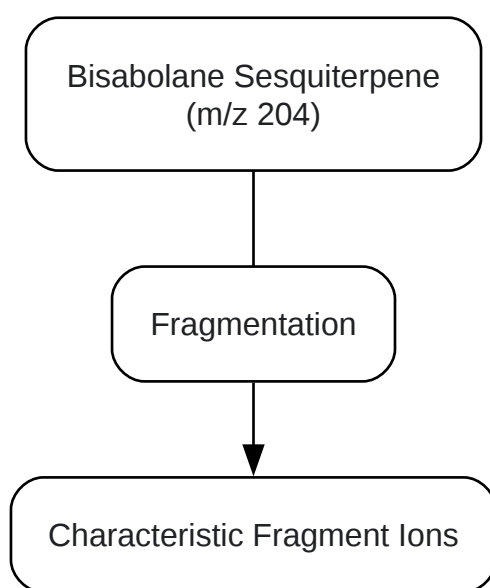 Bisabolane Sesquiterpene
(m/z 204)
Fragmentation
Characteristic Fragment Ions